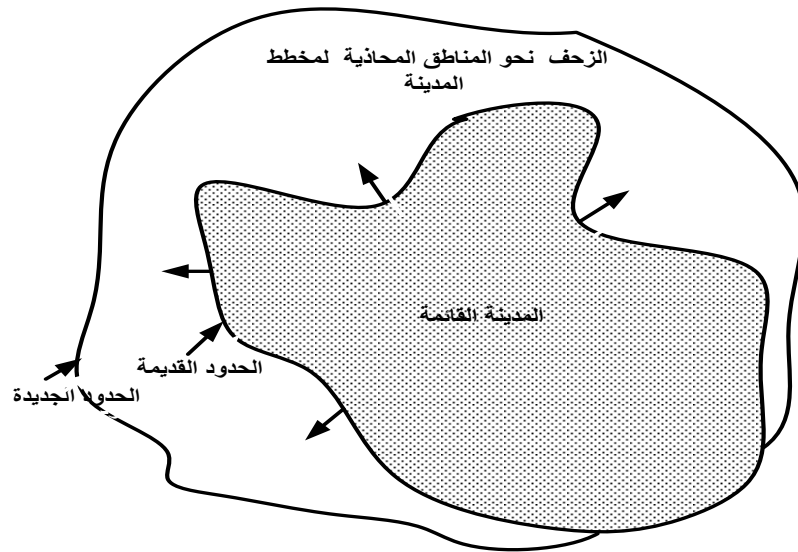 الزحف نحو المناطق المحاذية لمخطط
المدينة
المدينة القائمة
الحدود القديمة
الحدود الجديدة